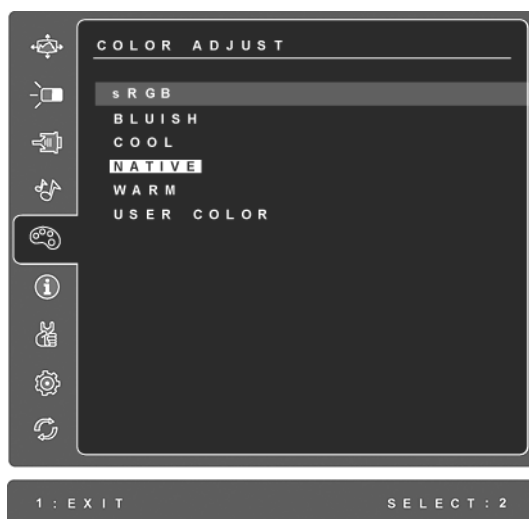 COLOR ADJUST
sRGB
BLUISH
COOL
NATIVE
WARM
USER COLOR
1:EXIT SELECT:2